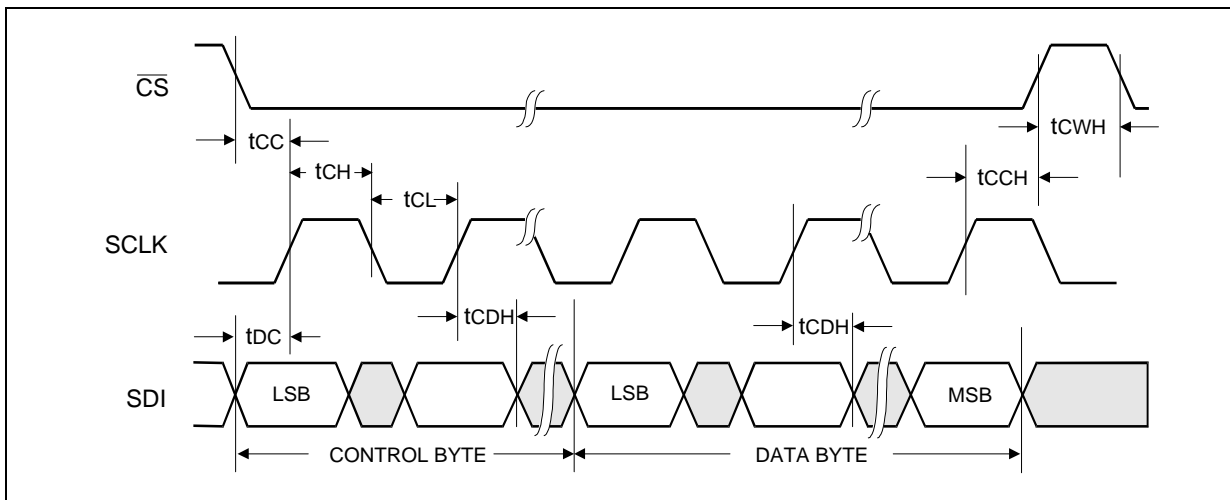 CS
tCC
tCWH
tCH
tCCH
tCL
SCLK
tDC
tCDH
tCDH
SDI
LSB
LSB
MSB
CONTROL BYTE
DATA BYTE